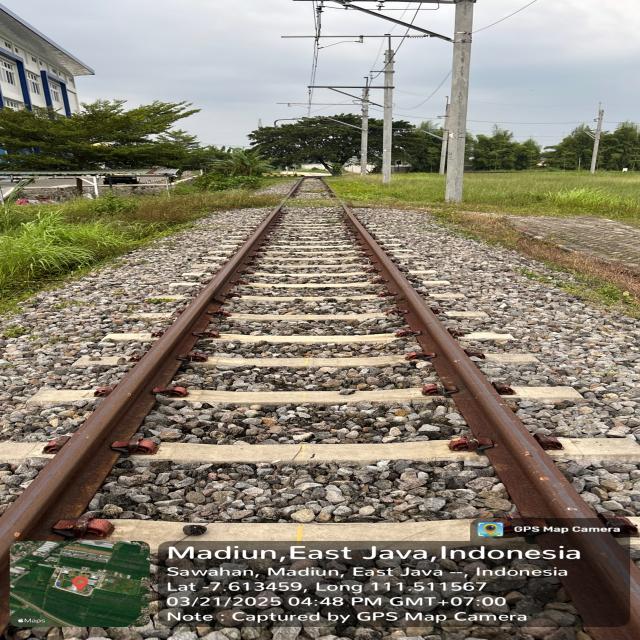 GPS Map Camera
Madiun,East Java,Indonesia
Sawahan, Madiun, East Java —, Indonesia
Lat -7.613459, Long 111.511567
03/21/2025 04:48 PM GMT+07:00
Note : Captured by GPS Map Camera
Maps